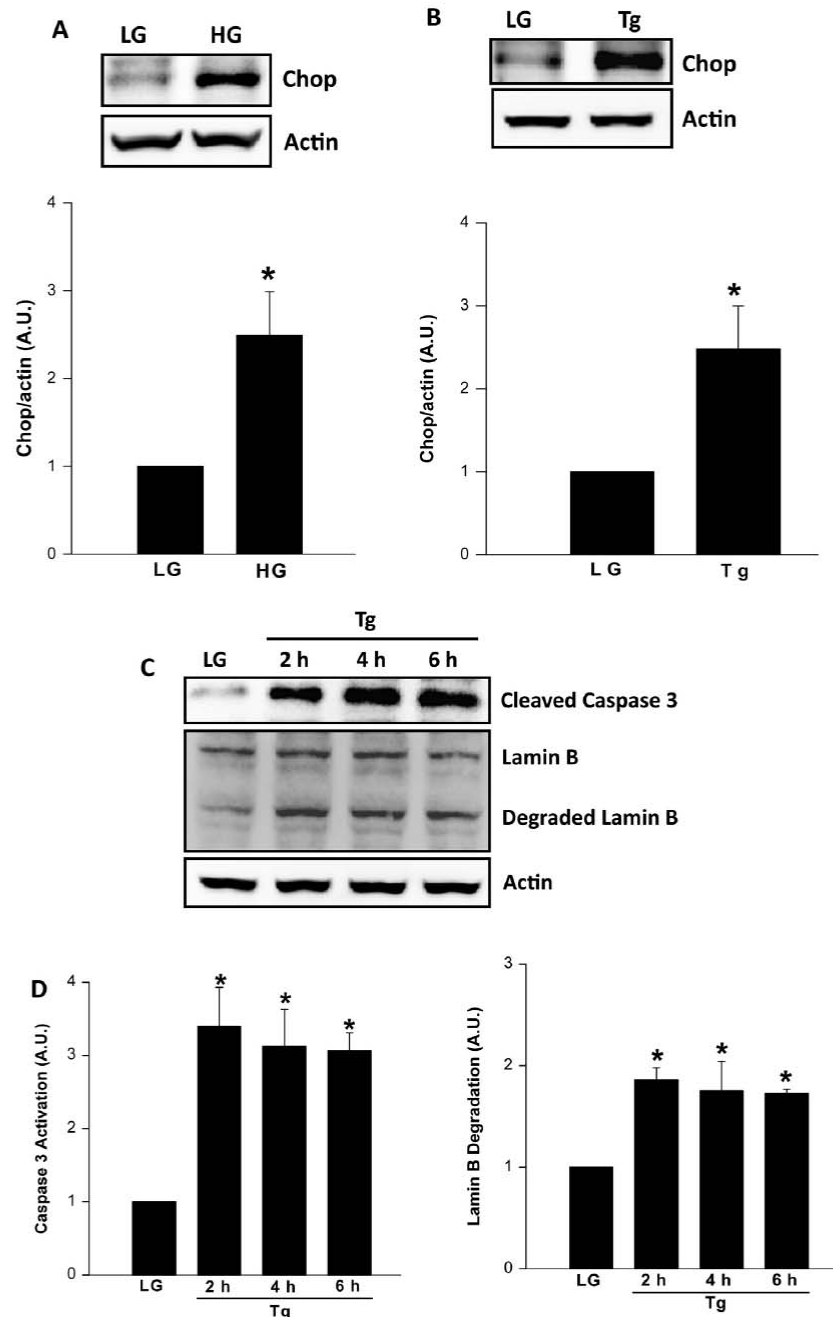 A
LG HG
Chop
Actin
4
3
*
2
1
0
Chop/actin (A.U.)
LG HG
B
LG Tg
Chop
Actin
4
3
*
2
1
0
Chop/actin (A.U.)
L G T g
C
Tg
LG 2 h 4 h 6 h
Cleaved Caspase 3
Lamin B
Degraded Lamin B
Actin
D
4
3
2
1
0
* * *
Caspase 3 Activation (A.U.)
LG 2 h 4 h 6 h
Tg
3
2
1
0
* * *
Lamin B Degradation (A.U.)
LG 2 h 4 h 6 h
Tg